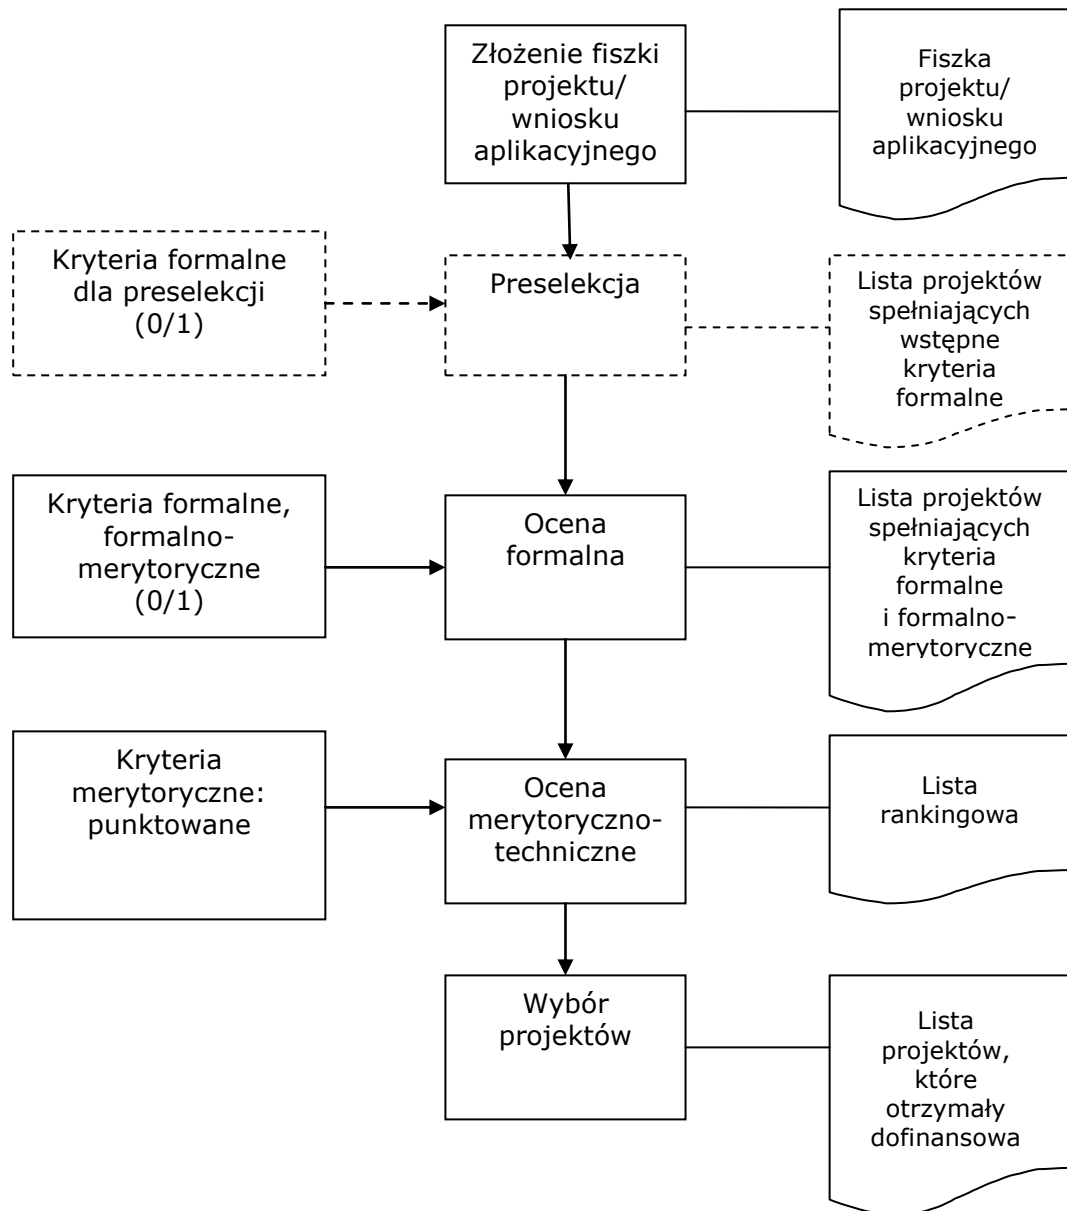 Złożenie fiszki
projektu/
wniosku
aplikacyjnego
Fiszka
projektu/
wniosku
aplikacyjnego
Kryteria formalne
dla preselekcji
(0/1)
Preselekcja
Lista projektów
spełniających
wstępne
kryteria
formalne
Kryteria formalne,
formalno-
merytoryczne
(0/1)
Ocena
formalna
Lista projektów
spełniających
kryteria
formalne
i formalno-
merytoryczne
Kryteria
merytoryczne:
punktowane
Ocena
merytoryczno-
techniczne
Lista
rankingowa
Wybór
projektów
Lista
projektów,
które
otrzymały
dofinansowa